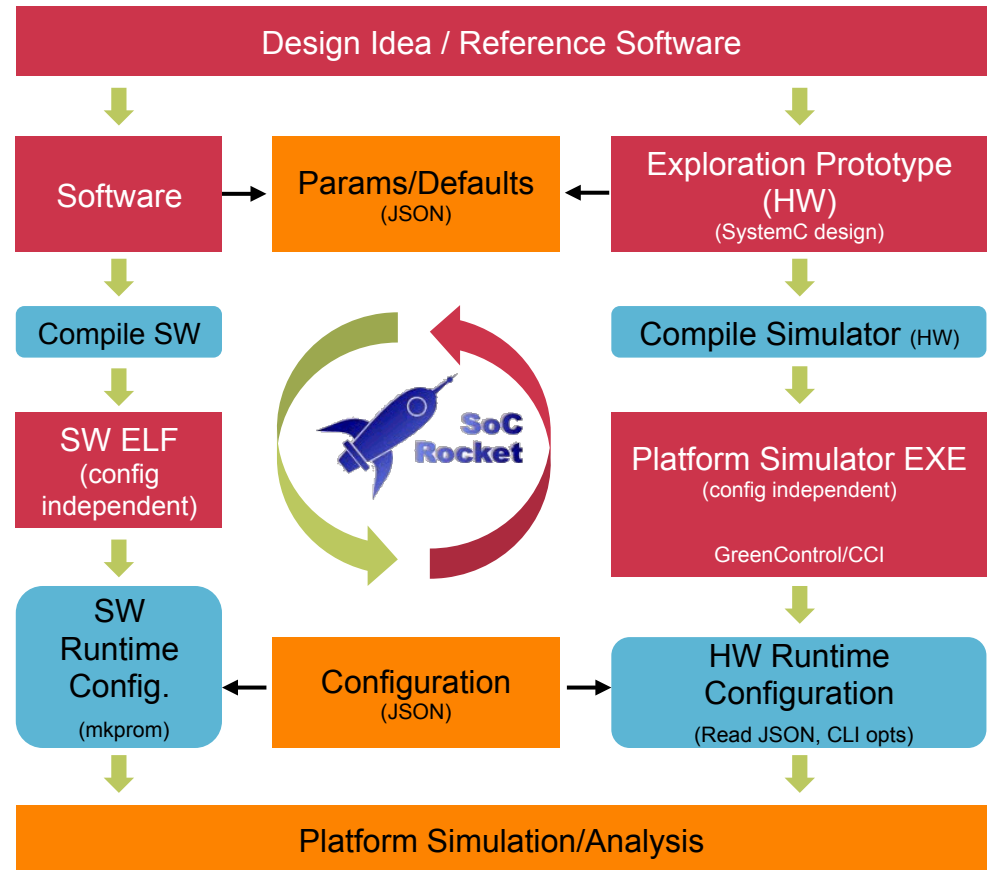 Design Idea / Reference Software
Software
Params/Defaults
(JSON)
Exploration Prototype
(HW)
(SystemC design)
Compile SW
Compile Simulator (HW)
SoC
Rocket
SW ELF
(config
independent)
Platform Simulator EXE
(config independent)
GreenControl/CCI
SW
Runtime
Config.
(mkprom)
Configuration
(JSON)
HW Runtime
Configuration
(Read JSON, CLI opts)
Platform Simulation/Analysis